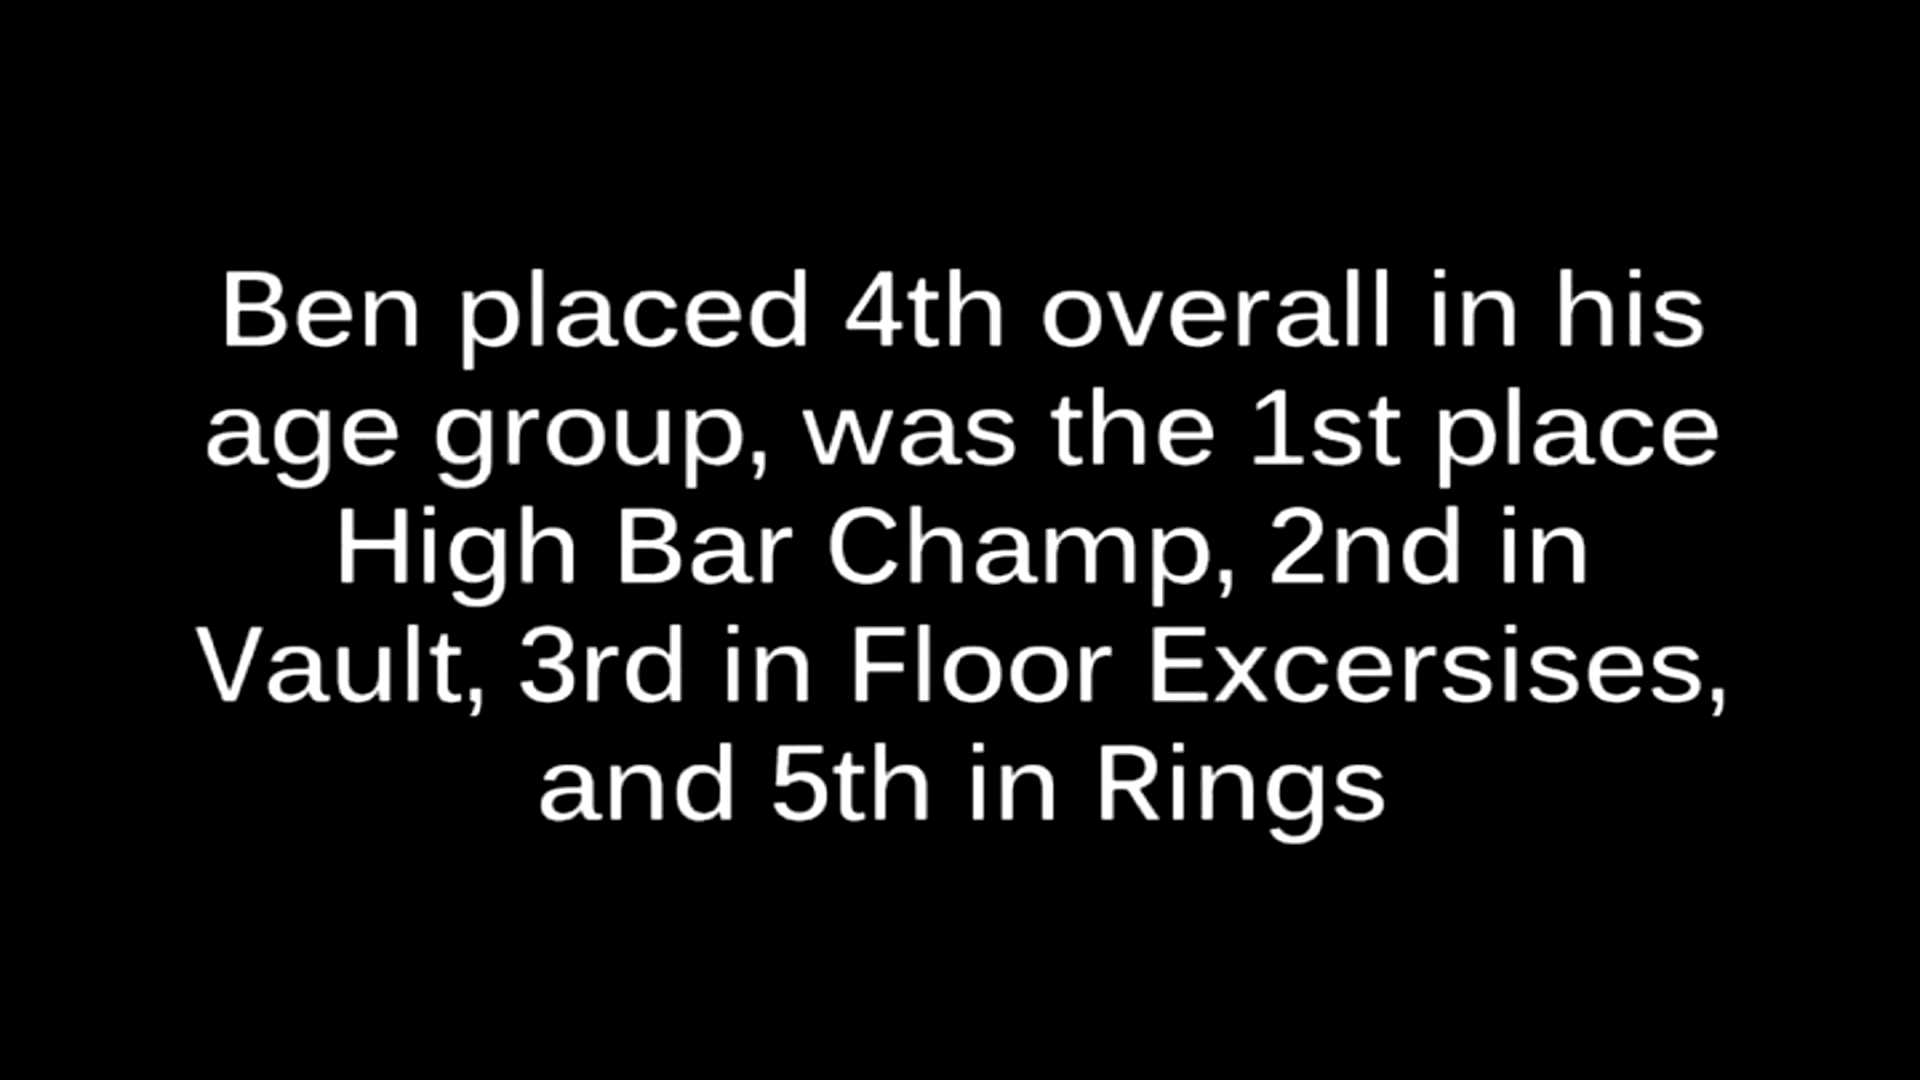 Ben placed 4th overall in his
age group, was the 1st place
High Bar Champ, 2nd in
Vault, 3rd in Floor Excersises,
and 5th in Rings